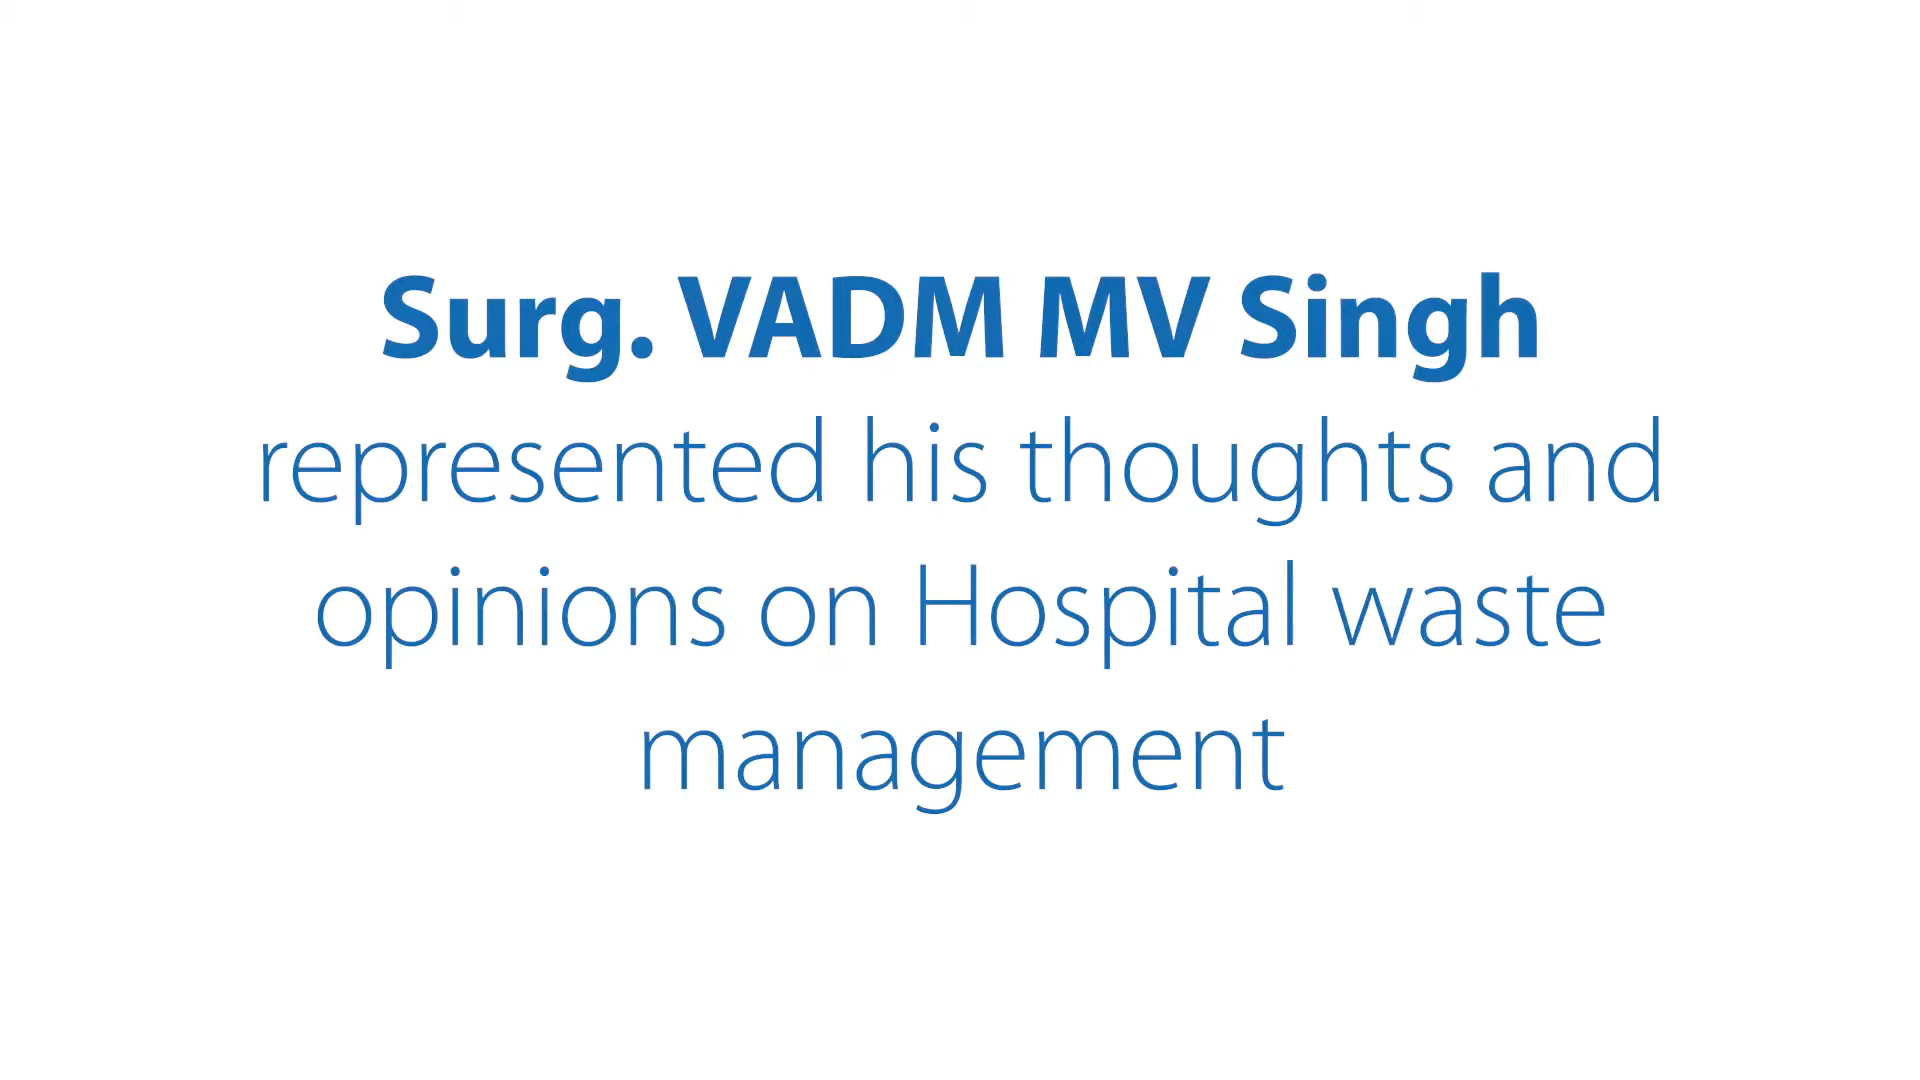 Surg. VADM MV Singh
represented his thoughts and
opinions on Hospital waste
management